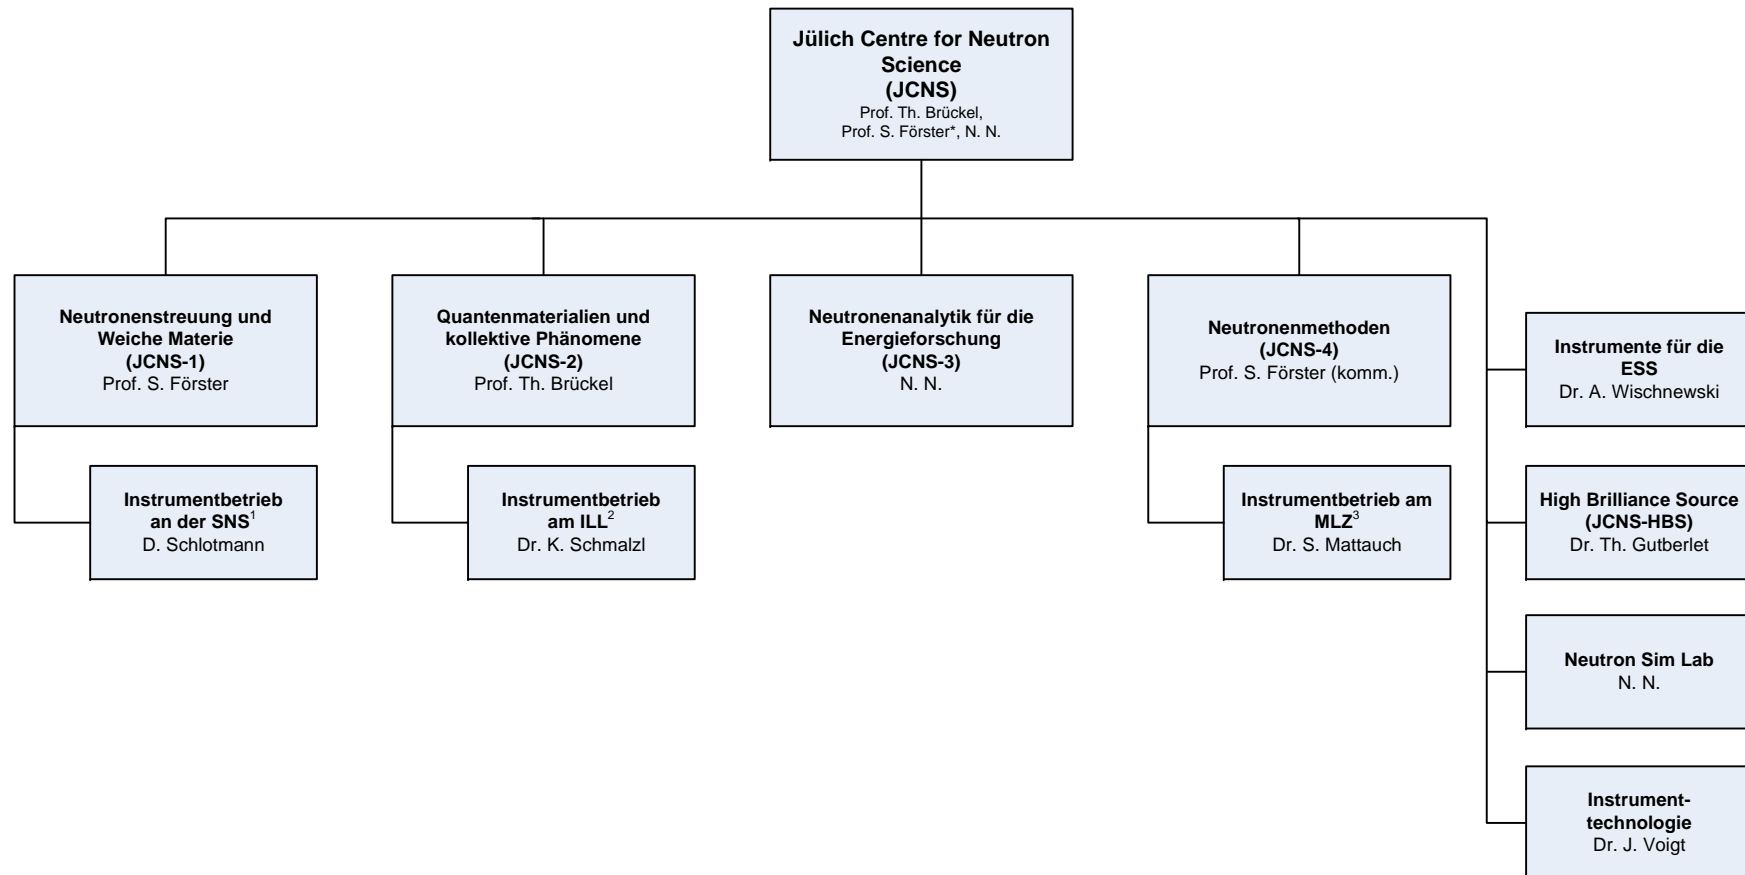 Jülich Centre for Neutron
Science
(JCNS)
Prof. Th. Brückel,
Prof. S. Förster*, N. N.
Neutronenstreuung und
Weiche Materie
(JCNS-1)
Prof. S. Förster
Quantenmaterialien und
kollektive Phänomene
(JCNS-2)
Prof. Th. Brückel
Neutronenanalytik für die
Energieforschung
(JCNS-3)
N. N.
Neutronenmethoden
(JCNS-4)
Prof. S. Förster (komm.)
Instrumente für die
ESS
Dr. A. Wischnewski
Instrumentbetrieb
an der SNS¹
D. Schlotmann
Instrumentbetrieb
am ILL²
Dr. K. Schmalzl
Instrumentbetrieb am
MLZ³
Dr. S. Mattauch
High Brilliance Source
(JCNS-HBS)
Dr. Th. Gutberlet
Neutron Sim Lab
N. N.
Instrument-
technologie
Dr. J. Voigt